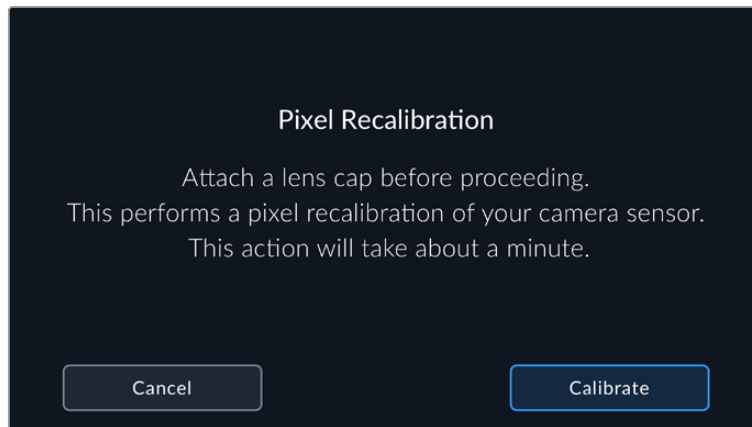 Pixel Recalibration
Attach a lens cap before proceeding.
This performs a pixel recalibration of your camera sensor.
This action will take about a minute.
Cancel
Calibrate